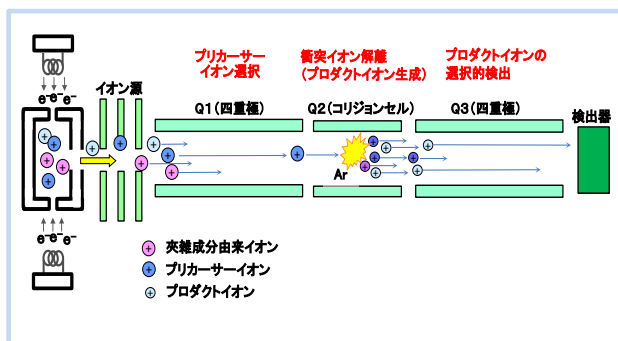 プリカーサー
イオン選択
衝突イオン解離
(プロダクトイオン生成)
プロダクトイオンの
選択的検出
e⁻ e⁻ e⁻
イオン源
Q1(四重極)
Q2(コリジョンセル)
Q3(四重極)
検出器
+
Ar
e⁻ e⁻ e⁻
+ 夾雑成分由来イオン
+ プリカーサーイオン
+ プロダクトイオン